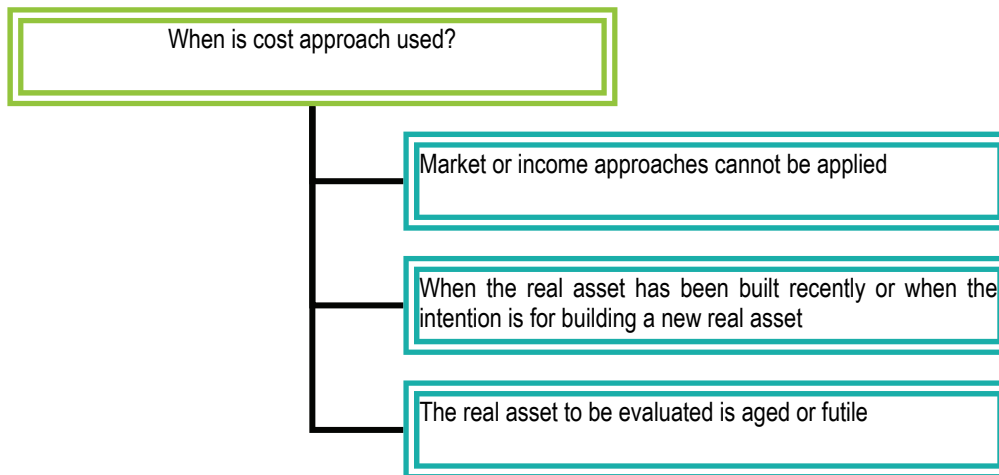 When is cost approach used?
Market or income approaches cannot be applied
When the real asset has been built recently or when the
intention is for building a new real asset
The real asset to be evaluated is aged or futile